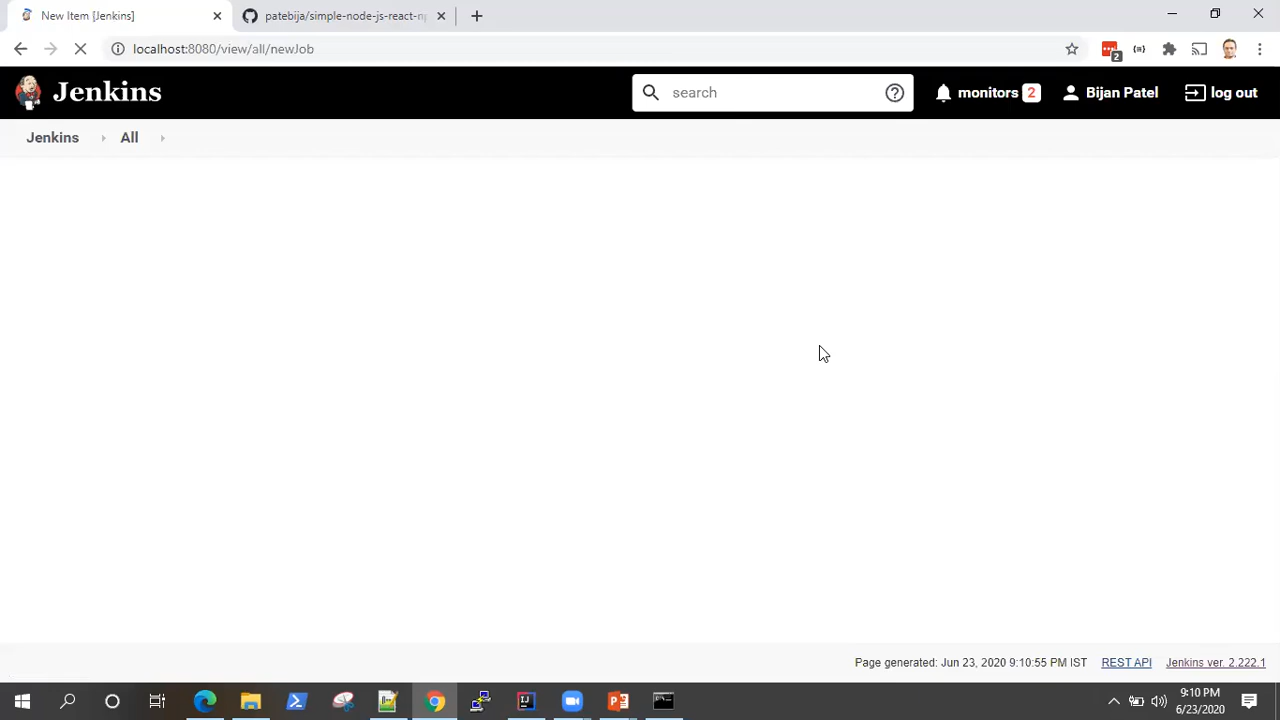 New Item [Jenkins]
patebija/simple-node-js-react-np
localhost:8080/view/all/newJob
2
Jenkins
search
monitors 2
Bijan Patel
log out
Jenkins
All
Page generated: Jun 23, 2020 9:10:55 PM IST
REST API
Jenkins ver. 2.222.1
9:10 PM
6/23/2020